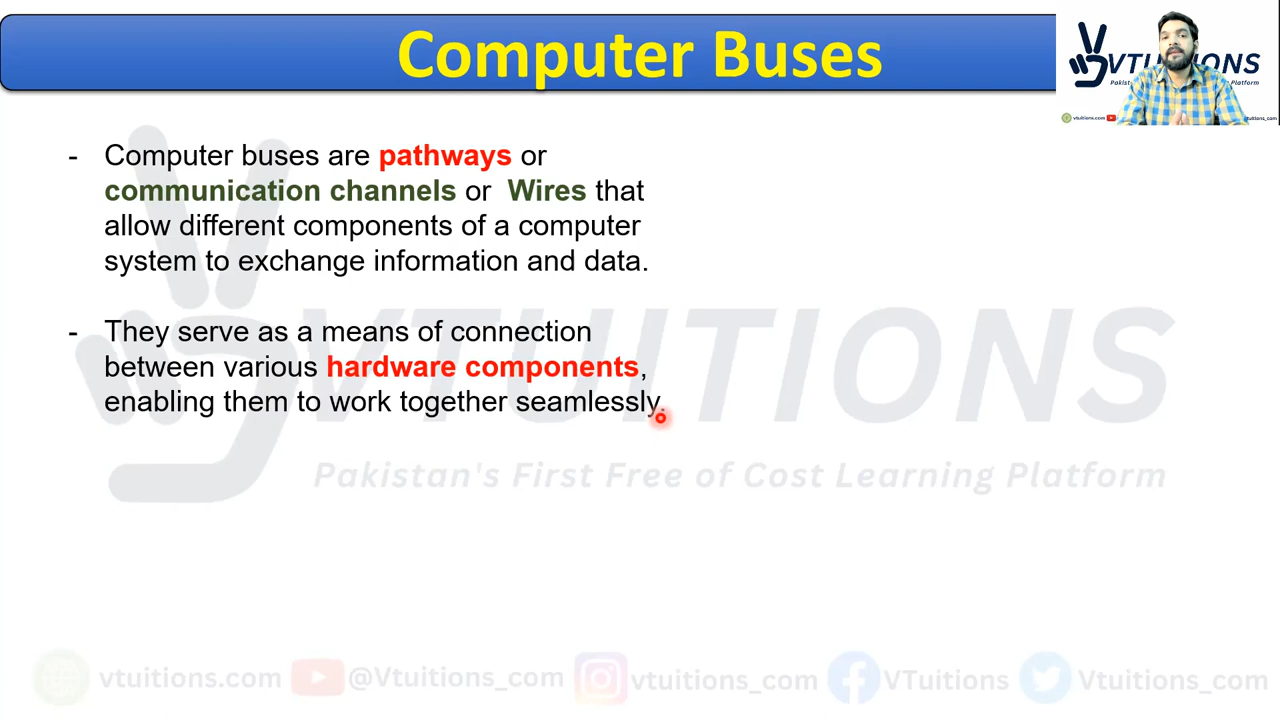 Computer Buses
VTUITIONS
- Computer buses are pathways or
communication channels or Wires that
allow different components of a computer
system to exchange information and data.
- They serve as a means of connection
between various hardware components,
enabling them to work together seamlessly.
VTUITIONS
Pakistan's First Free of Cost Learning Platform
vtuitions.com @Vtuitions_com vtuitions_com VTuitions Vtuitions_com